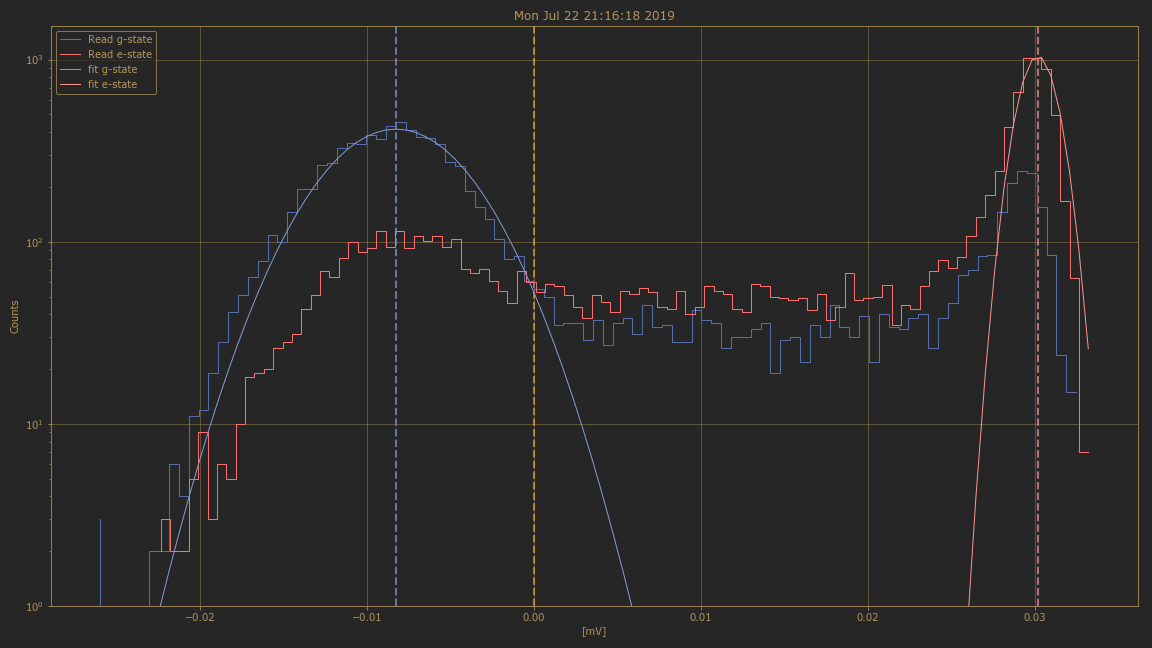 Mon Jul 22 21:16:18 2019
Read g-state
Read e-state
fit g-state
fit e-state
Counts
10³
10²
10¹
10⁰
−0.02
−0.01
0.00
0.01
0.02
0.03
[mV]